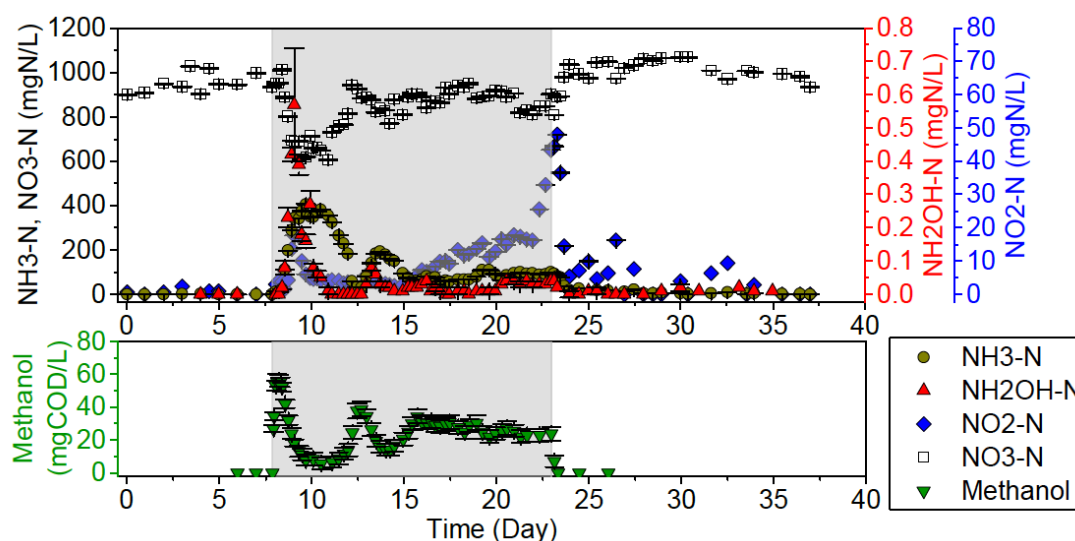 NH3-N, NO3-N (mgN/L)
1200
1000
800
600
400
200
0
0.8
0.7
0.6
0.5
0.4
0.3
0.2
0.1
0.0
NH2OH-N (mgN/L)
80
70
60
50
40
30
20
10
0
NO2-N (mgN/L)
0 5 10 15 20 25 30 35 40
Methanol
(mgCOD/L)
80
60
40
20
0
0 5 10 15 20 25 30 35 40
Time (Day)
NH3-N
NH2OH-N
NO2-N
NO3-N
Methanol